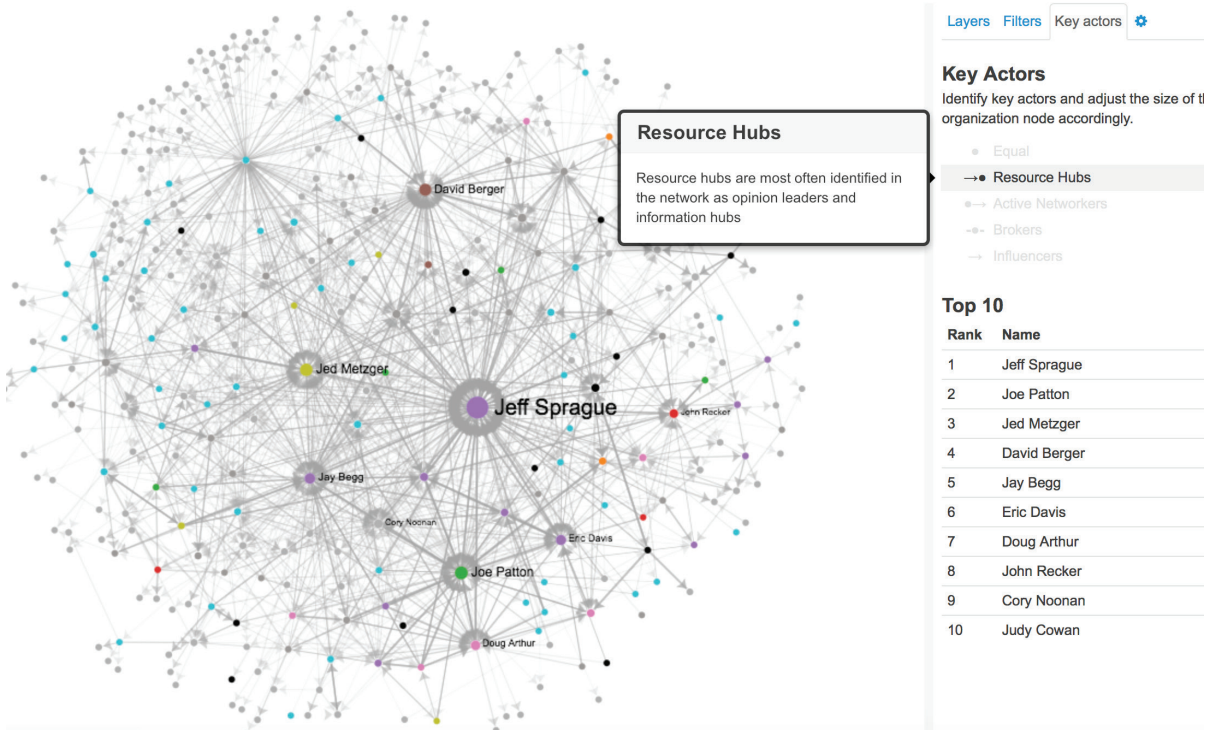 Layers Filters Key actors
Key Actors
Identify key actors and adjust the size of t
organization node accordingly.
Equal
Resource Hubs
Active Networkers
Brokers
Influencers
Resource Hubs
Resource hubs are most often identified in
the network as opinion leaders and
information hubs
Top 10
Rank Name
1 Jeff Sprague
2 Joe Patton
3 Jed Metzger
4 David Berger
5 Jay Begg
6 Eric Davis
7 Doug Arthur
8 John Recker
9 Cory Noonan
10 Judy Cowan
David Berger
Jed Metzger
Jeff Sprague
John Recker
Jay Begg
Cory Noonan
Eric Davis
Joe Patton
Doug Arthur